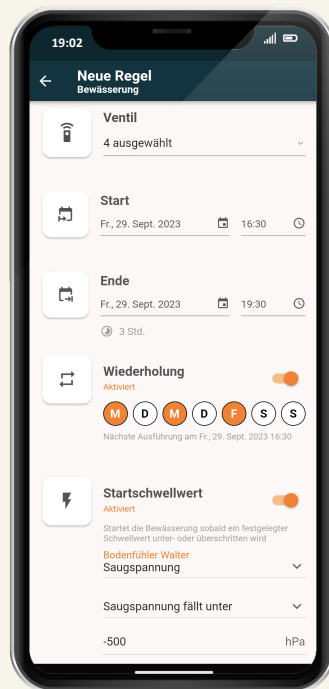 19:02
Neue Regel
Bewässerung
Ventil
4 ausgewählt
Start
Fr., 29. Sept. 2023 16:30
Ende
Fr., 29. Sept. 2023 19:30
3 Std.
Wiederholung
Aktiviert
M D M D F S S
Nächste Ausführung am Fr., 29. Sept. 2023 16:30
Startschwellwert
Aktiviert
Startet die Bewässerung sobald ein festgelegter
Schwellwert unter- oder überschritten wird
Bodenfühler Walter
Saugspannung
Saugspannung fällt unter
-500 hPa